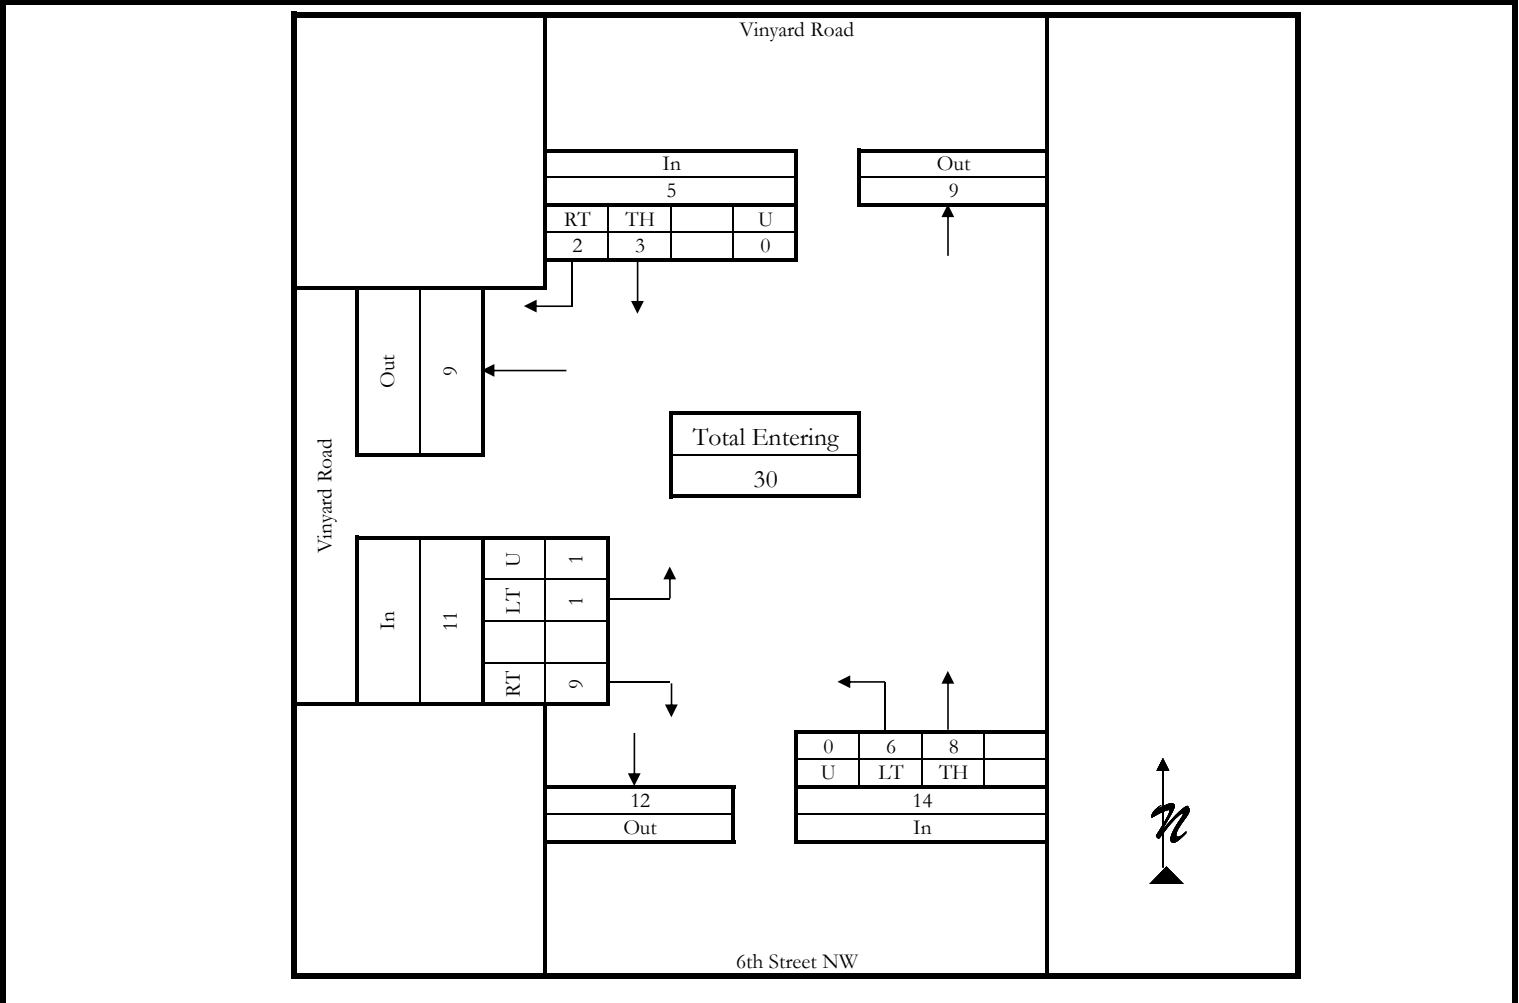 Vinyard Road
In
5
RT TH U
2 3 0
Out
9
Out
9
Total Entering
30
Vinyard Road
In
11
U 1
LT 1
RT 9
0 6 8
U LT TH
14
In
12
Out
N
6th Street NW